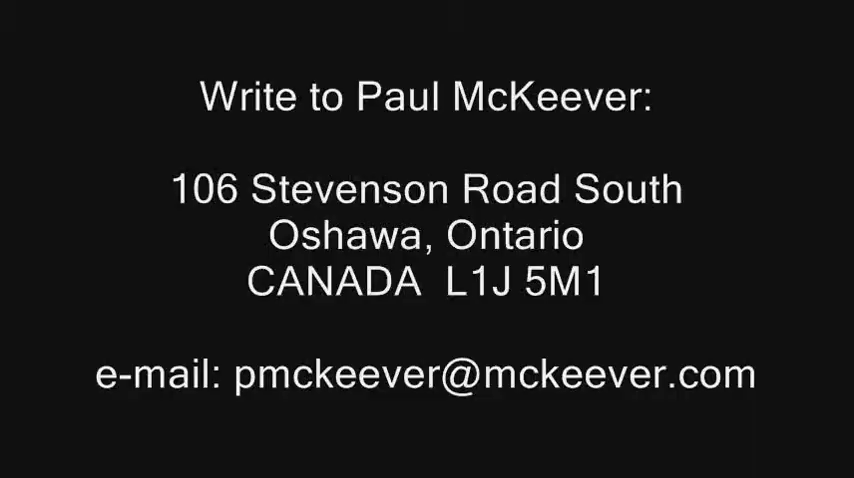 Write to Paul McKeever:
106 Stevenson Road South
Oshawa, Ontario
CANADA  L1J 5M1
e-mail: pmckeever@mckeever.com